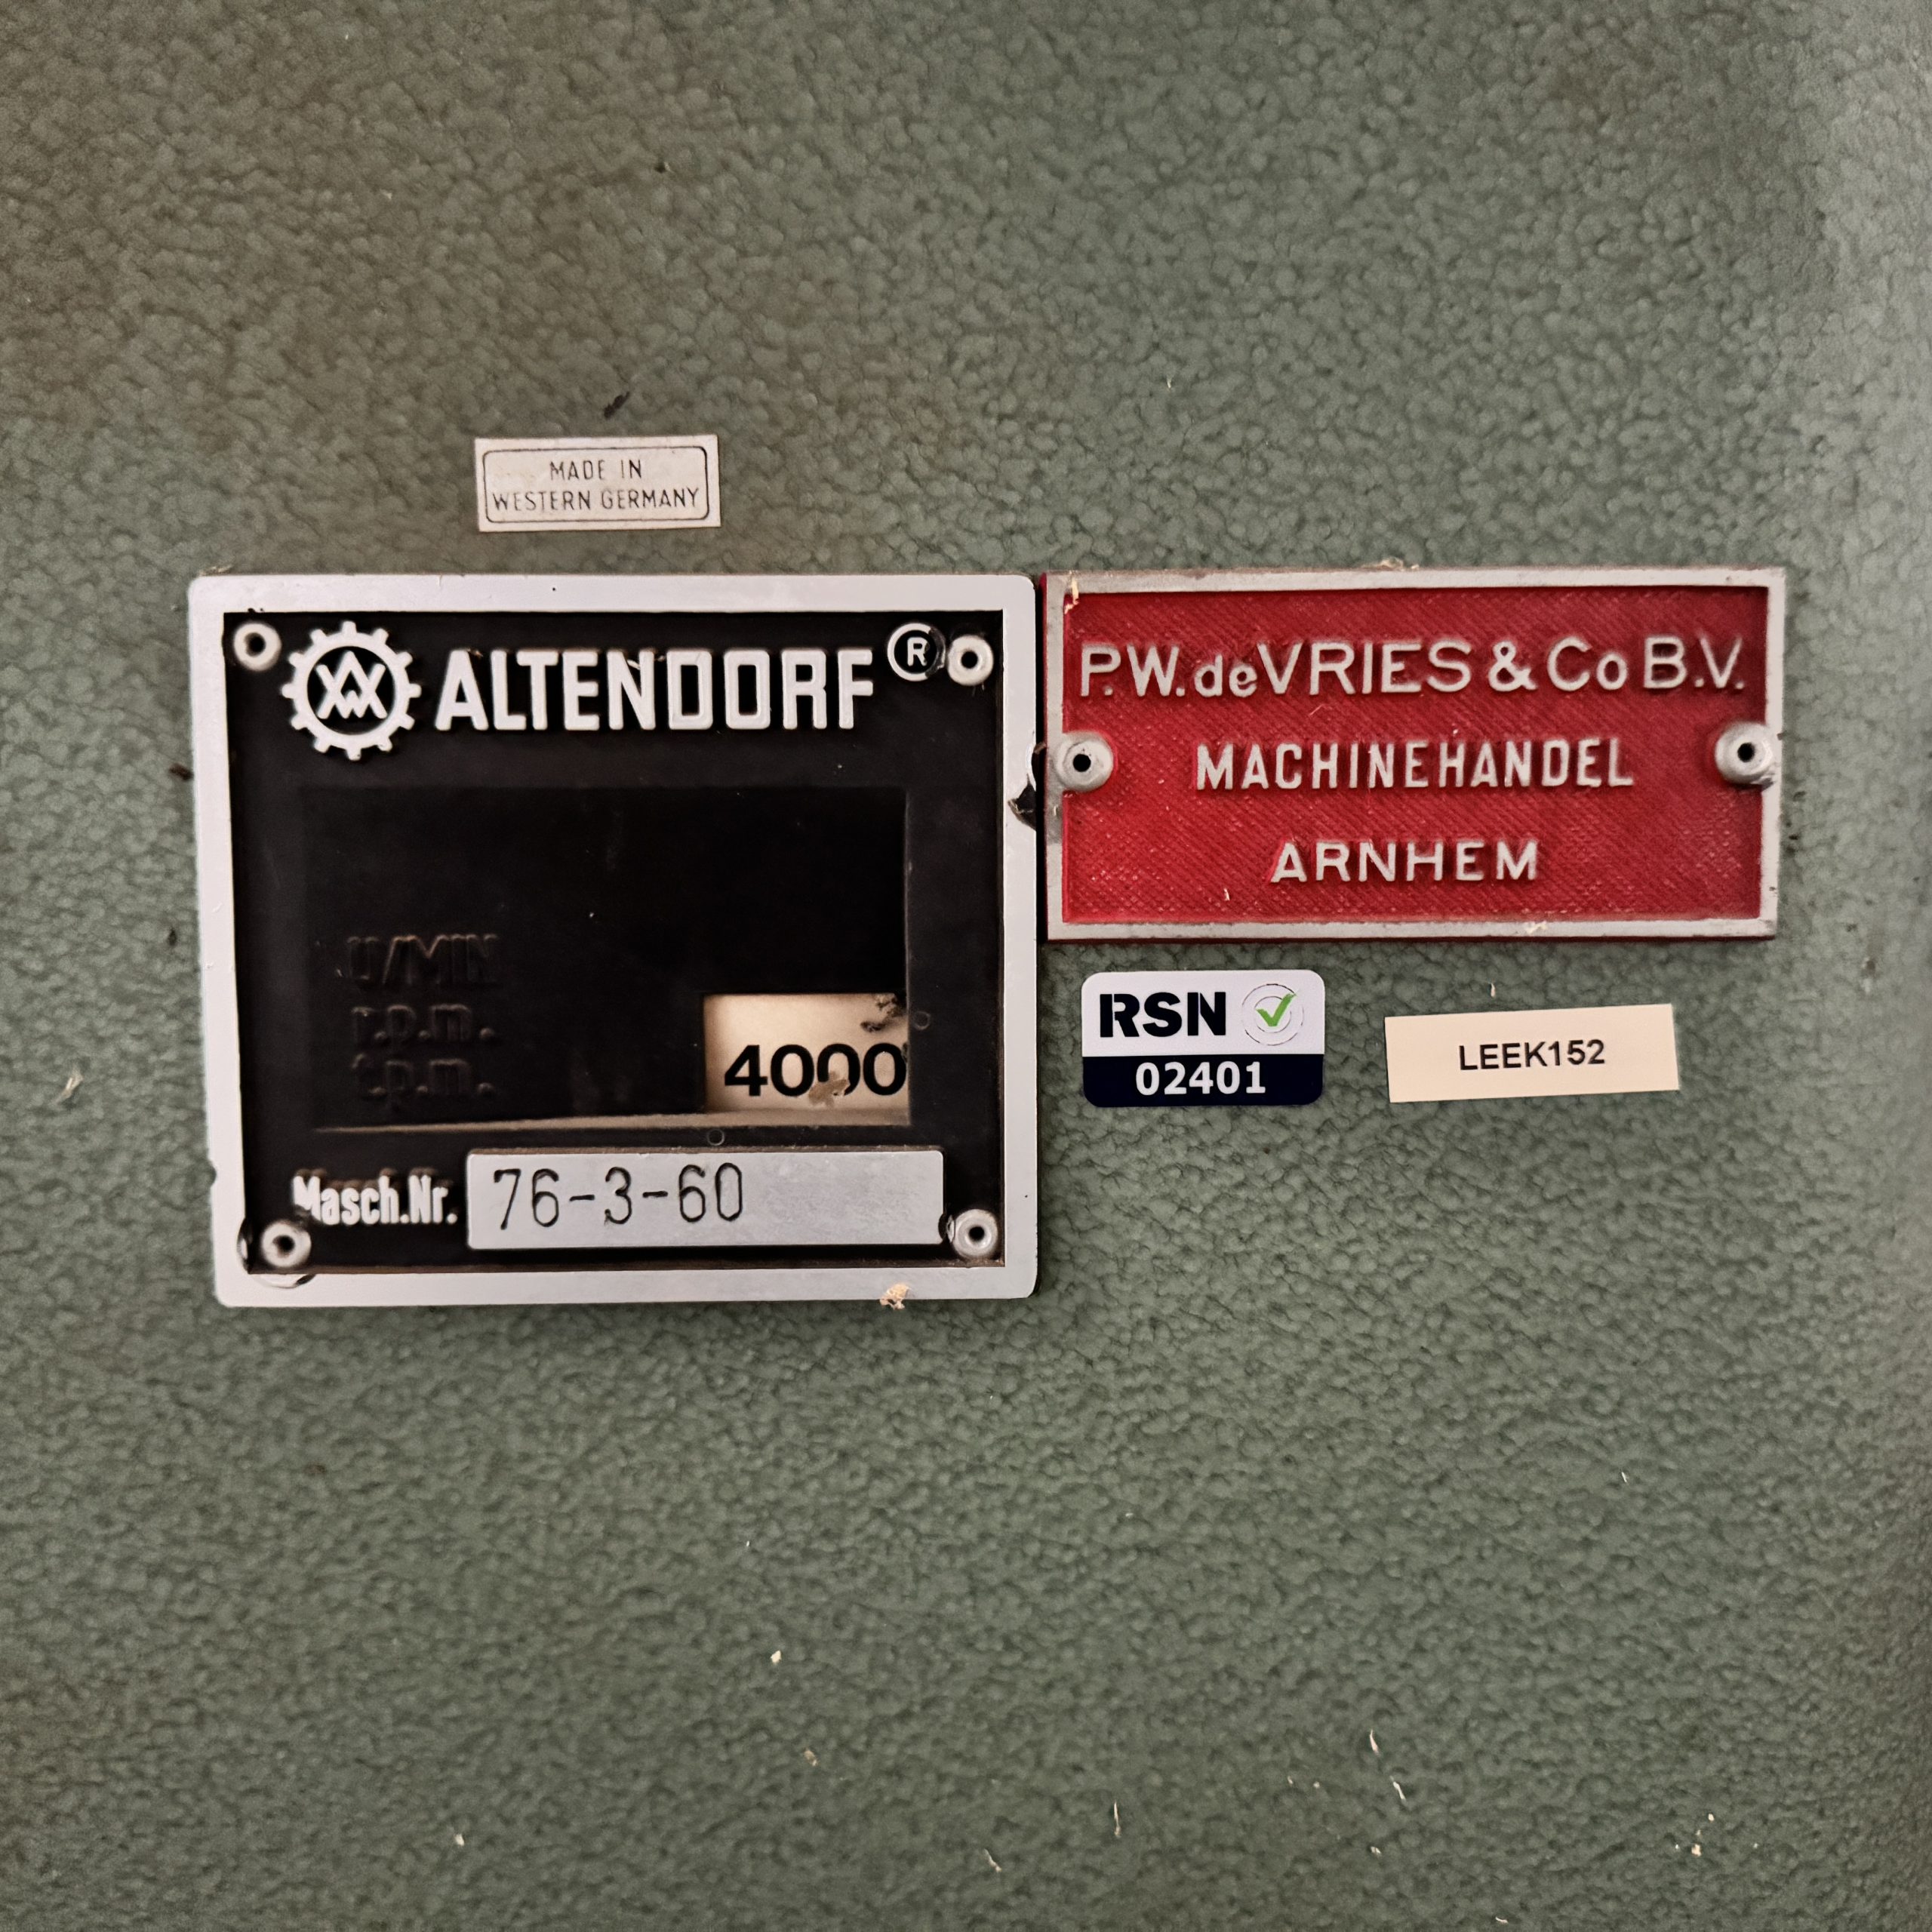 MADE IN
WESTERN GERMANY
ALTENDORF ®
U/MIN
r.p.m.
t.p.m.
4000
Masch.Nr. 76-3-60
P.W. de VRIES & Co B.V.
MACHINEHANDEL
ARNHEM
RSN
02401
LEEK152